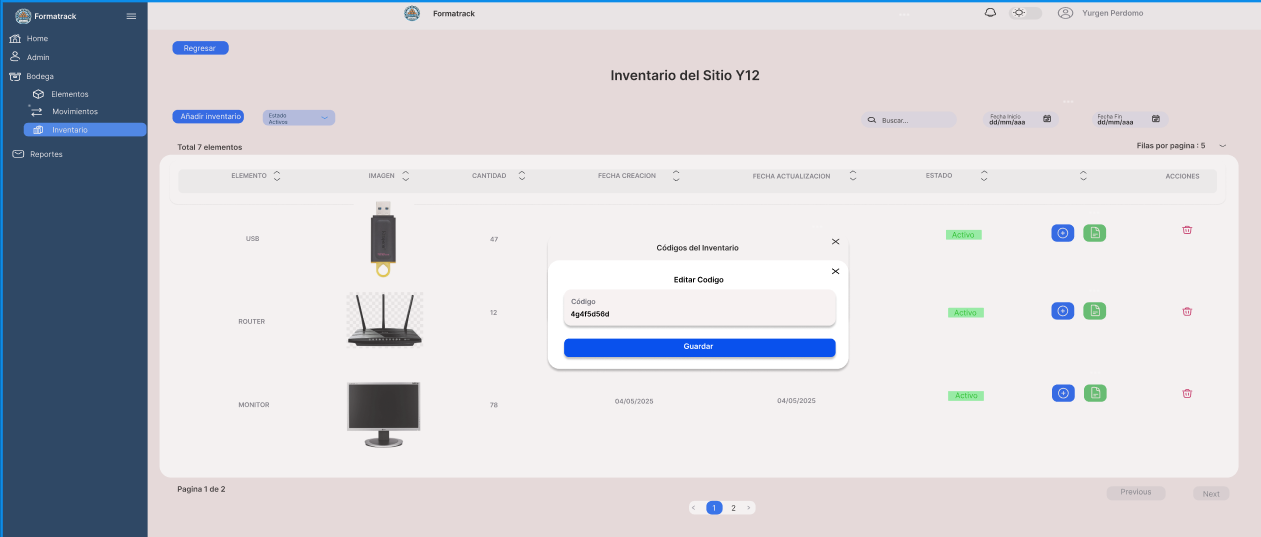 Formatrack
Formatrack
Yurgen Perdomo
Home
Admin
Bodega
Elementos
Movimientos
Inventario
Reportes
Regresar
Inventario del Sitio Y12
Añadir inventario
Estado
Activos
Buscar...
Fecha Inicio
dd/mm/aaa
Fecha Fin
dd/mm/aaa
Total 7 elementos
Filas por pagina : 5
ELEMENTO IMAGEN CANTIDAD FECHA CREACION FECHA ACTUALIZACION ESTADO ACCIONES
USB 47 Activo
Códigos del Inventario
Editar Codigo
Código
4g4f5d56d
Guardar
ROUTER 12 Activo
MONITOR 78 04/05/2025 04/05/2025 Activo
Pagina 1 de 2
1 2
Previous
Next